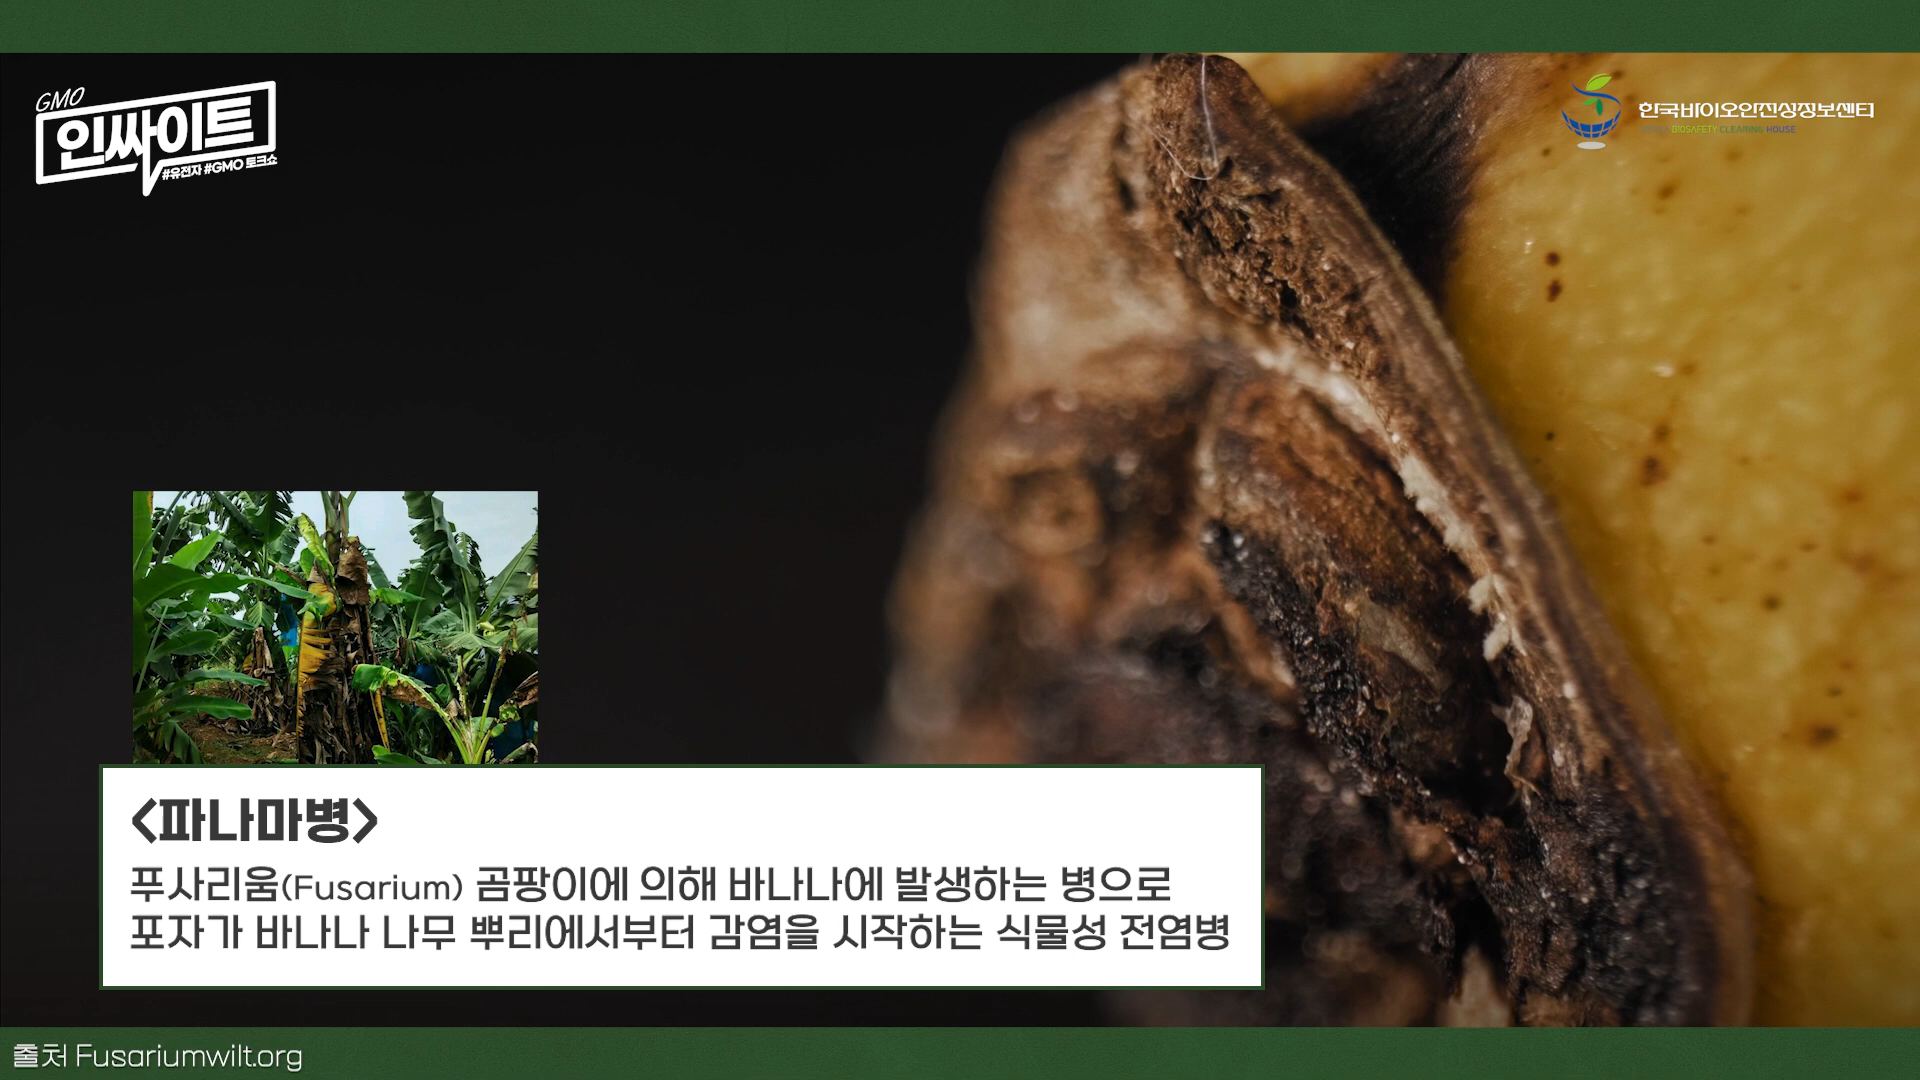 GMO
인싸이트
#유전자 #GMO 토크쇼
한국바이오안전성정보센터
BIOSAFETY CLEARING HOUSE
<파나마병>
푸사리움(Fusarium) 곰팡이에 의해 바나나에 발생하는 병으로
포자가 바나나 나무 뿌리에서부터 감염을 시작하는 식물성 전염병
출처 Fusariumwilt.org